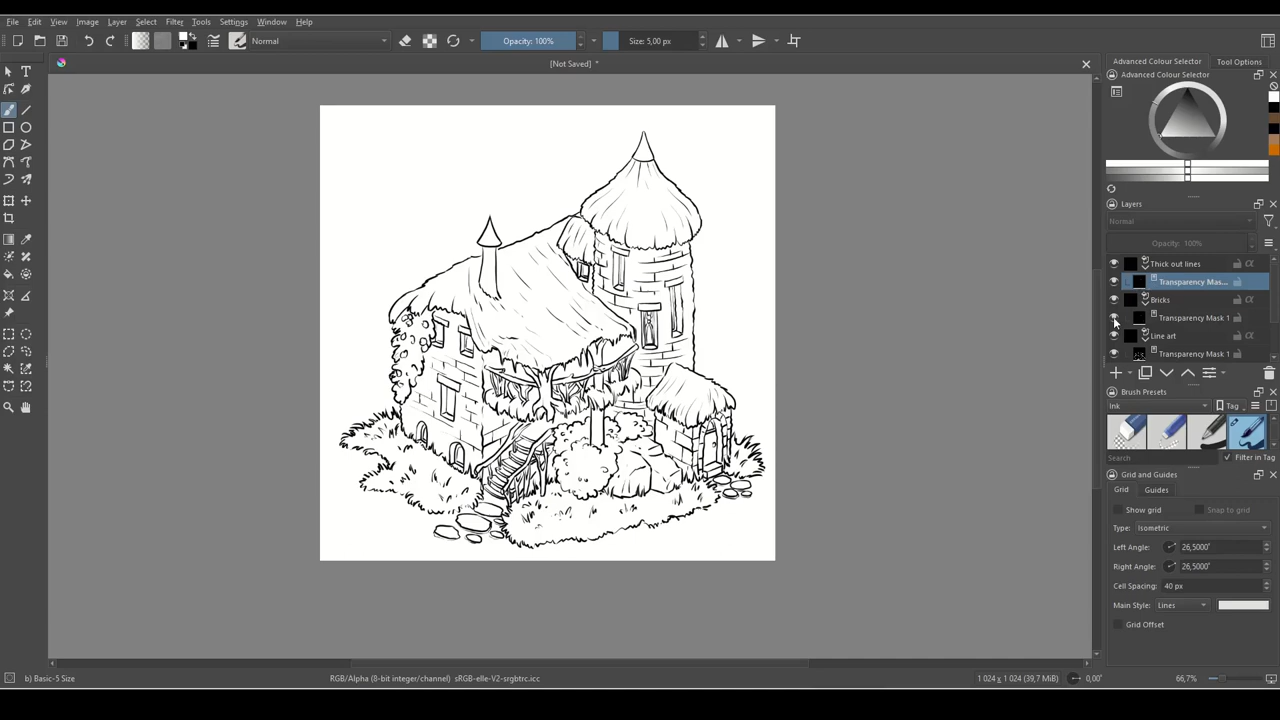 File Edit View Image Layer Select Filter Tools Settings Window Help
Normal Opacity: 100% Size: 5,00 px
[Not Saved] *
Advanced Colour Selector Tool Options
Advanced Colour Selector
Layers
Normal
Opacity: 100%
Thick out lines
Transparency Mas...
Bricks
Transparency Mask 1
Line art
Transparency Mask 1
Brush Presets
Ink Tag
Search Filter in Tag
Grid and Guides
Grid Guides
Show grid Snap to grid
Type: Isometric
Left Angle: 26,5000°
Right Angle: 26,5000°
Cell Spacing: 40 px
Main Style: Lines
Grid Offset
b) Basic-5 Size RGB/Alpha (8-bit integer/channel) sRGB-elle-V2-srgbtrc.icc 1 024 x 1 024 (39,7 MiB) 0,00° 66,7%